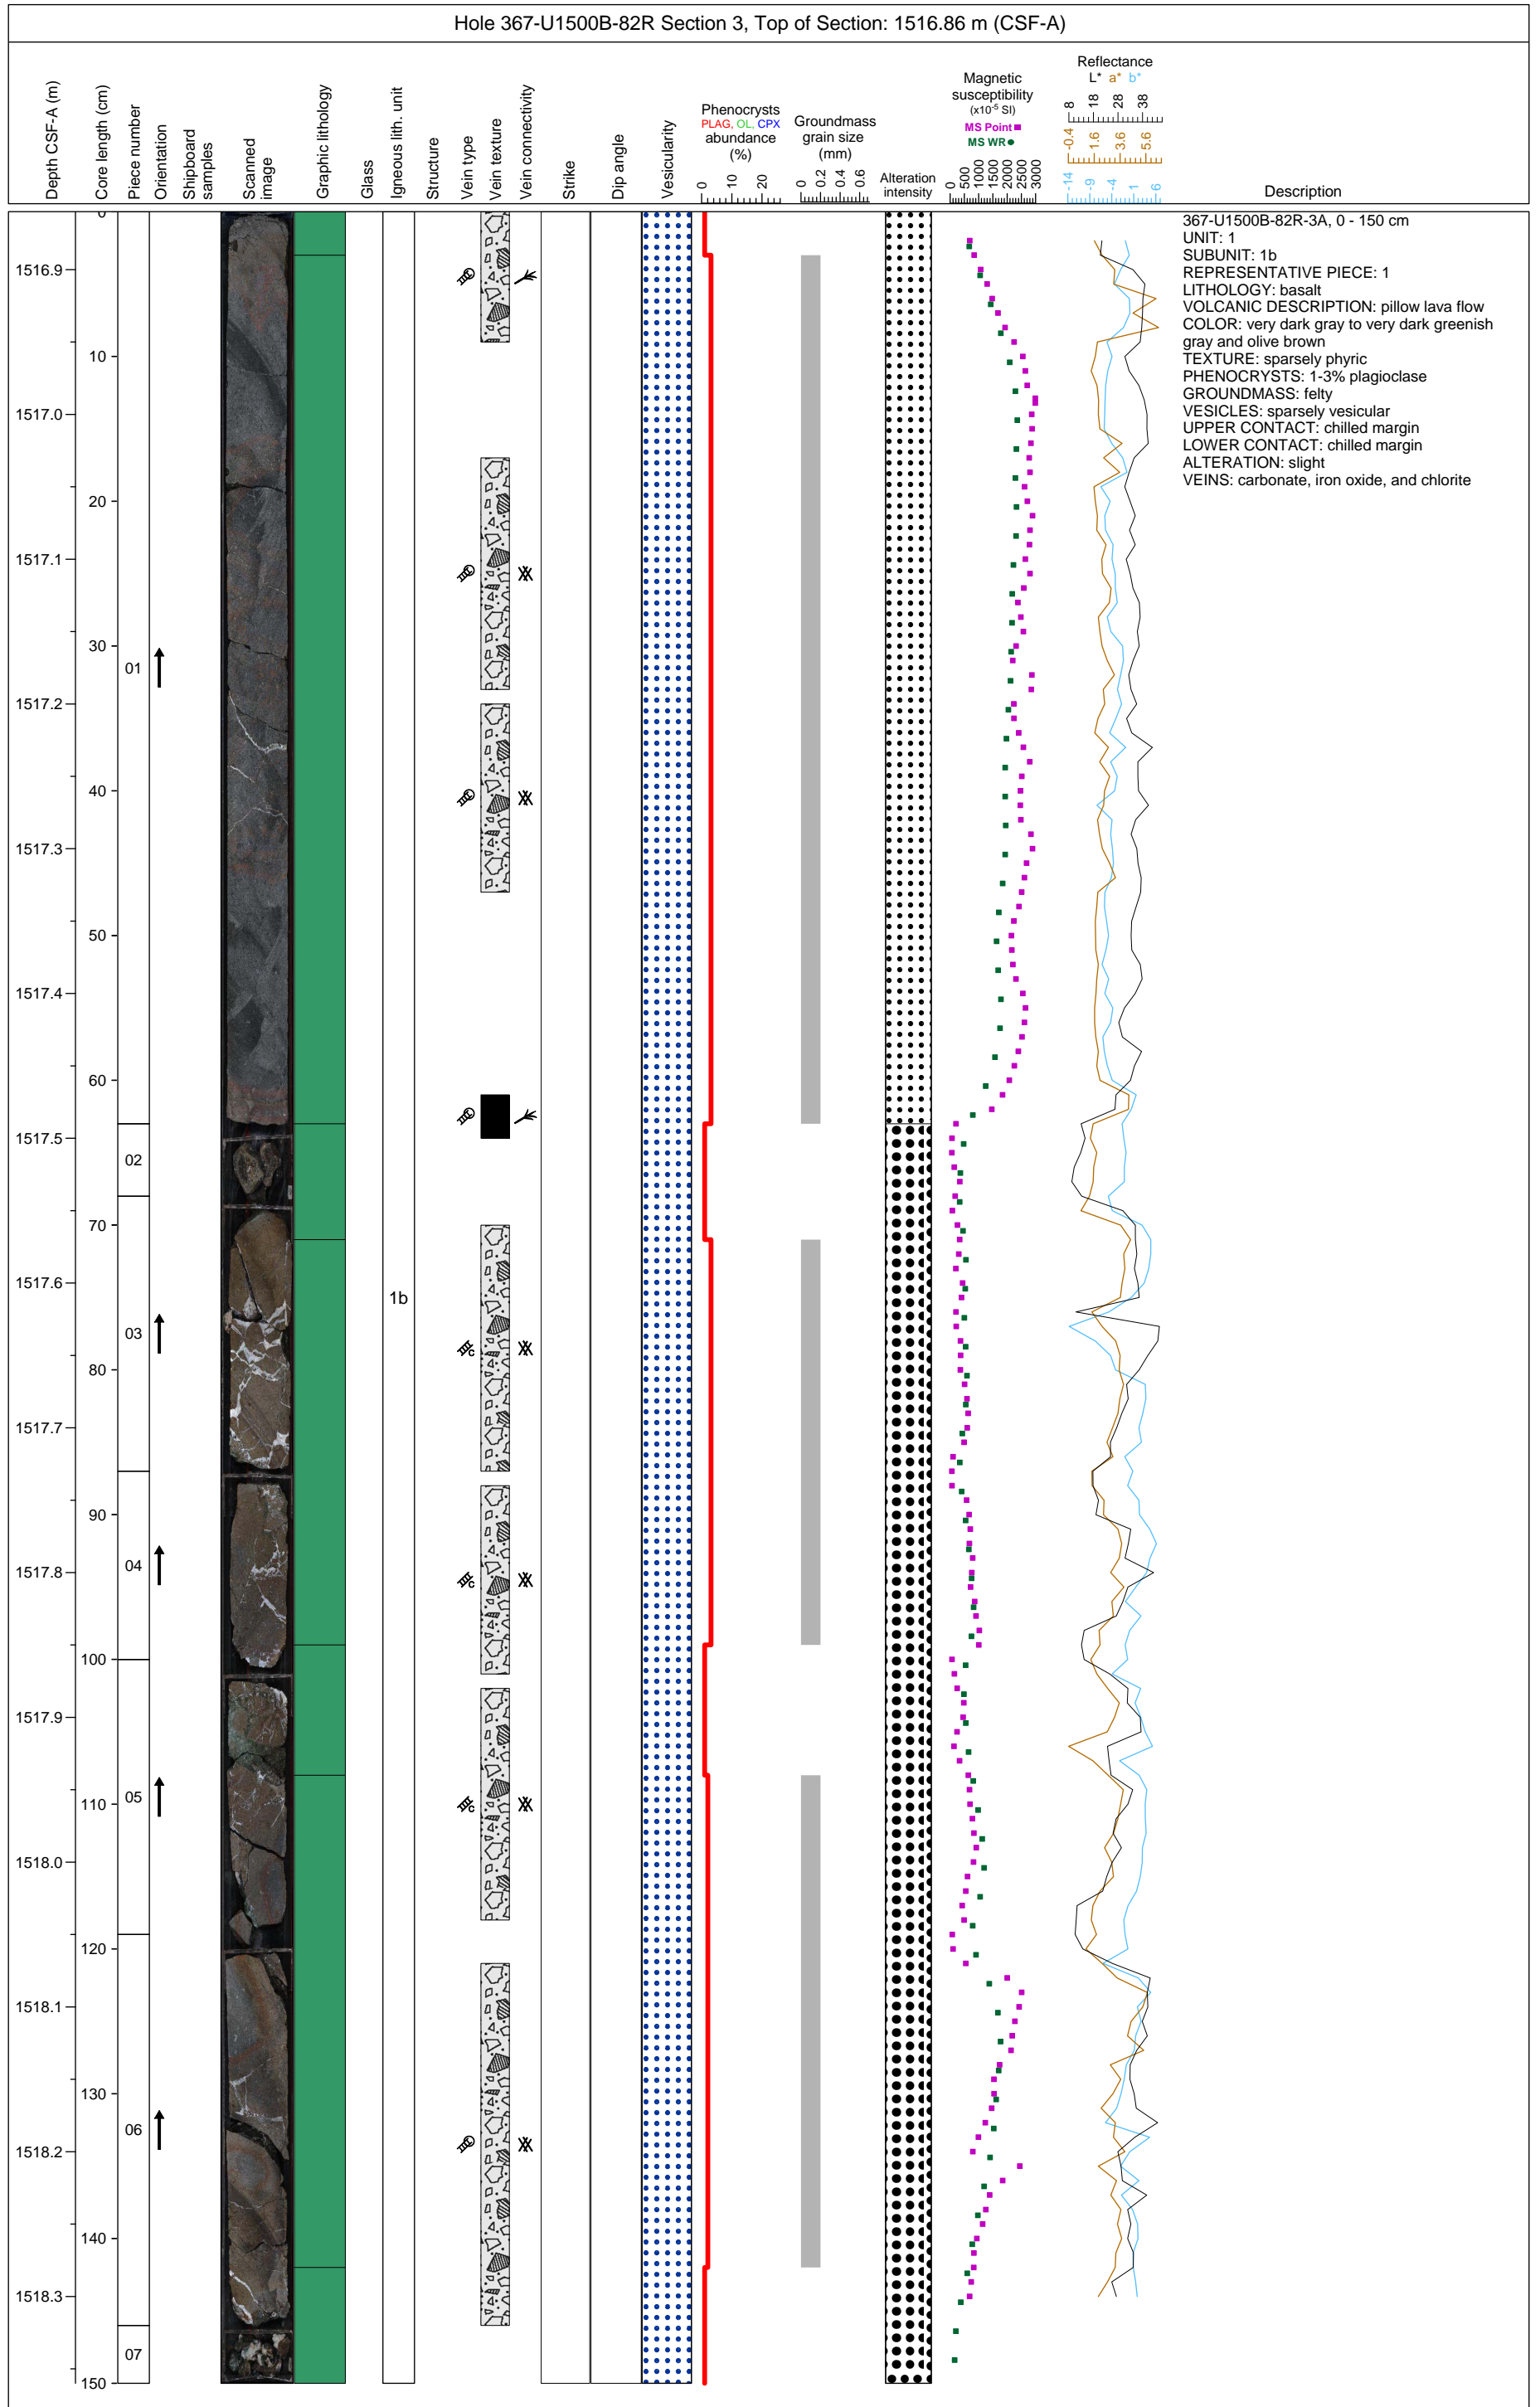 Hole 367-U1500B-82R Section 3, Top of Section: 1516.86 m (CSF-A)
Depth CSF-A (m)
Core length (cm)
Piece number
Orientation
Shipboard
samples
Scanned
image
Graphic lithology
Glass
Igneous lith. unit
Structure
Vein type
Vein texture
Vein connectivity
Strike
Dip angle
Vesicularity
Phenocrysts
PLAG, OL, CPX
abundance
(%)
0 10 20
Groundmass
grain size
(mm)
0 0.2 0.4 0.6
Alteration
intensity
Magnetic
susceptibility
(x10-5 SI)
MS Point
MS WR
0 500 1000 1500 2000 2500 3000
Reflectance
L* a* b*
8 18 28 38
-0.4 1.6 3.6 5.6
-14 -9 -4 1 6
Description
367-U1500B-82R-3A, 0 - 150 cm
UNIT: 1
SUBUNIT: 1b
REPRESENTATIVE PIECE: 1
LITHOLOGY: basalt
VOLCANIC DESCRIPTION: pillow lava flow
COLOR: very dark gray to very dark greenish
gray and olive brown
TEXTURE: sparsely phyric
PHENOCRYSTS: 1-3% plagioclase
GROUNDMASS: felty
VESICLES: sparsely vesicular
UPPER CONTACT: chilled margin
LOWER CONTACT: chilled margin
ALTERATION: slight
VEINS: carbonate, iron oxide, and chlorite
0
1516.9
10
1517.0
20
1517.1
30
01
1517.2
40
1517.3
50
1517.4
60
1517.5
02
70
1517.6
1b
03
80
1517.7
90
04
1517.8
100
1517.9
05
110
1518.0
120
1518.1
130
06
1518.2
140
1518.3
07
150